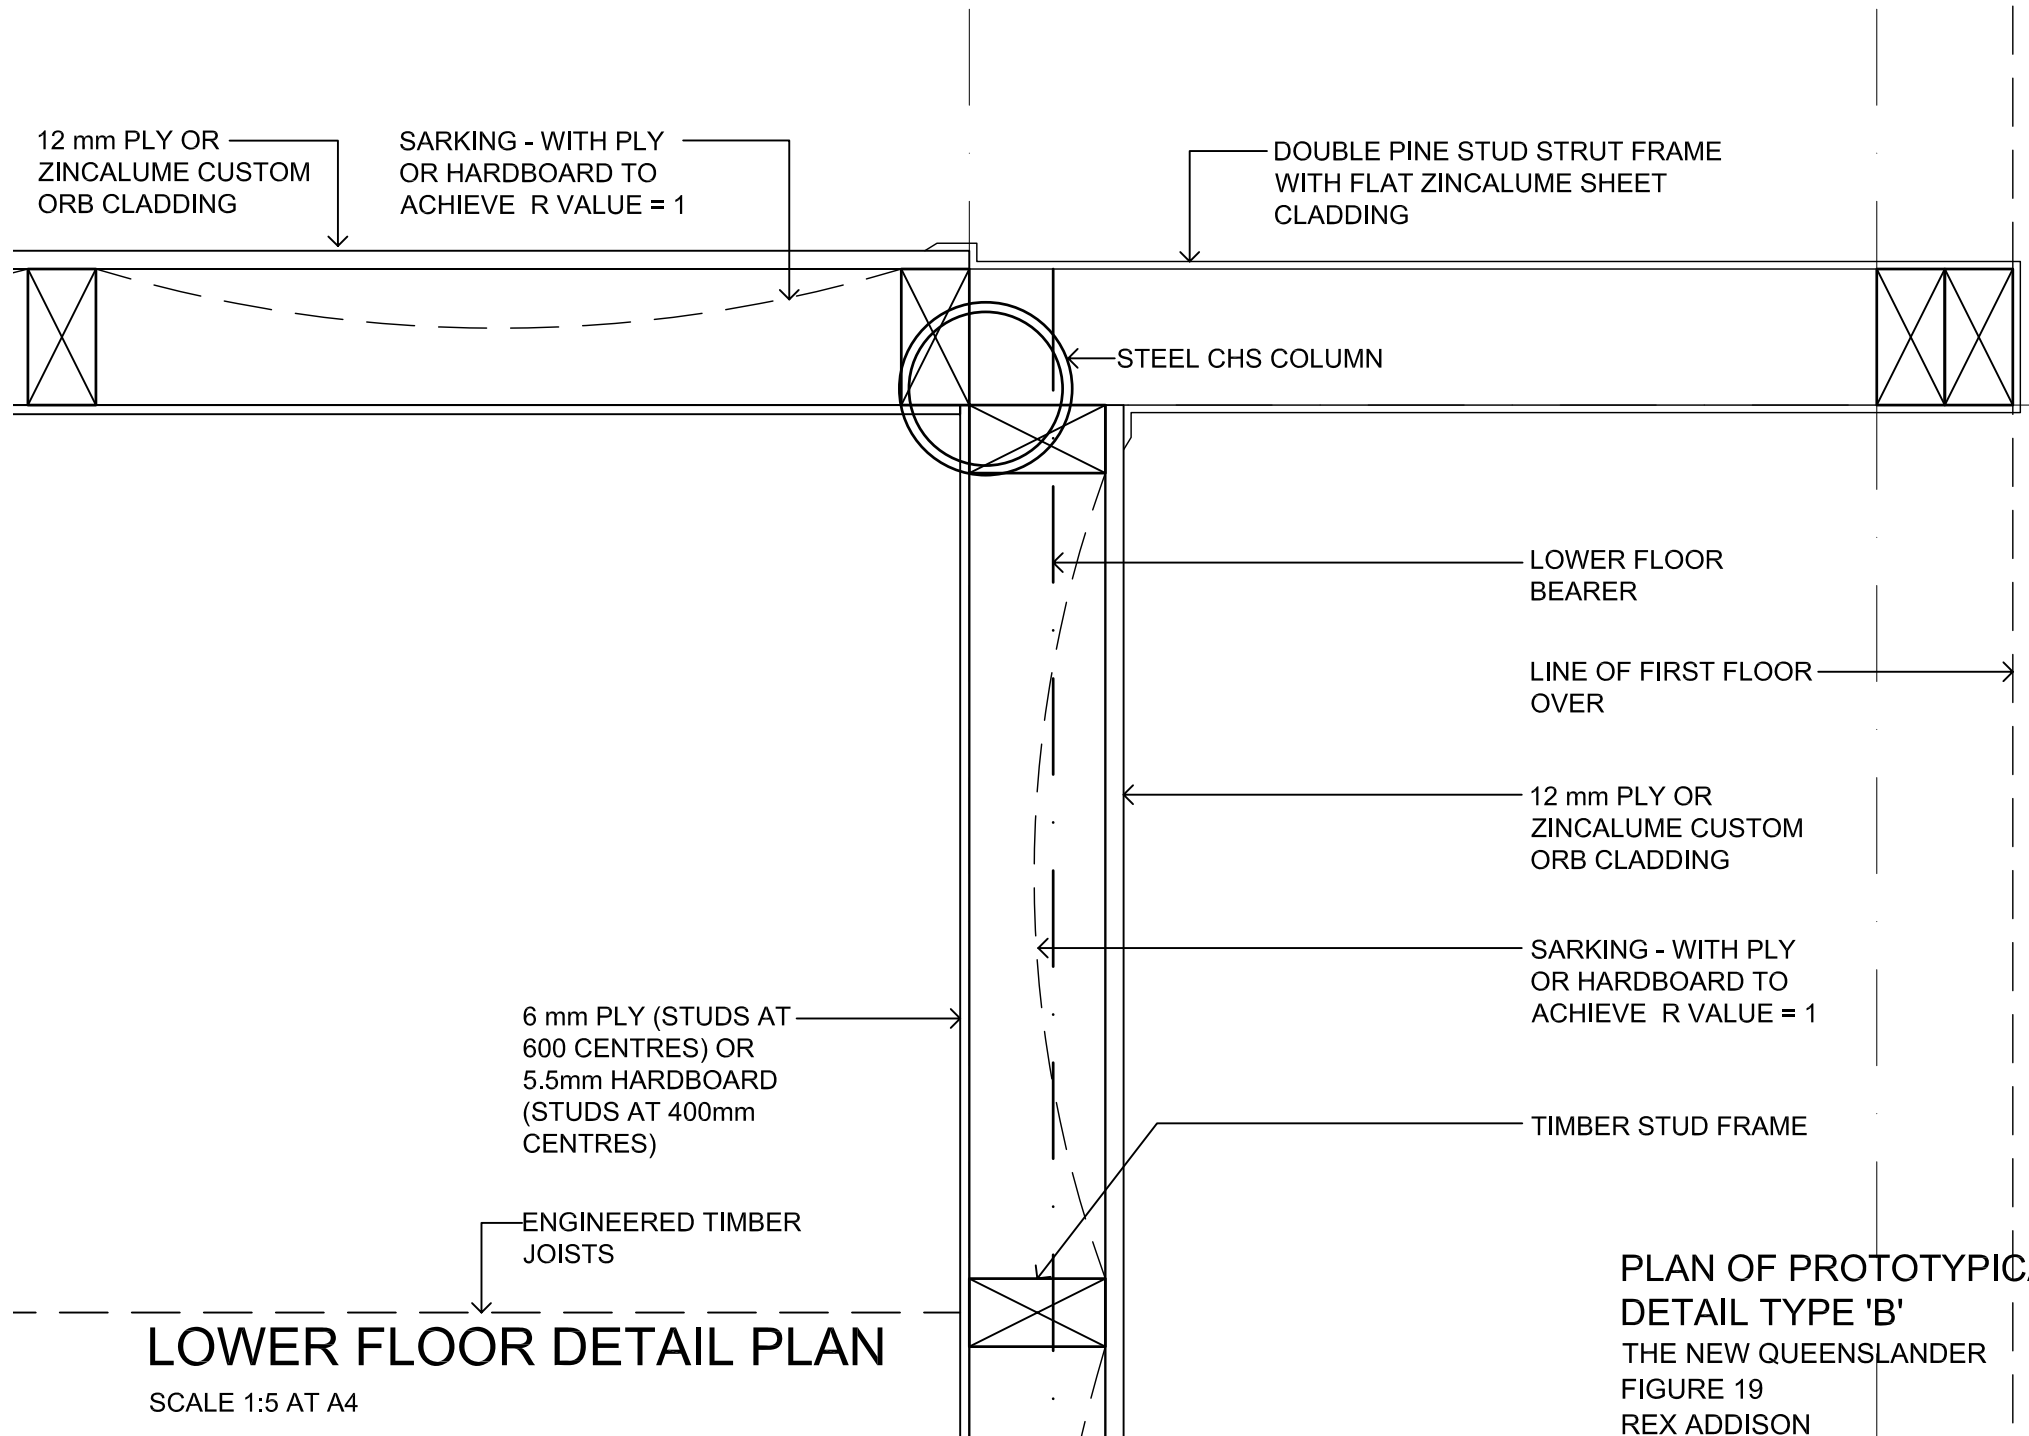 12 mm PLY OR
ZINCALUME CUSTOM
ORB CLADDING
SARKING - WITH PLY
OR HARDBOARD TO
ACHIEVE R VALUE = 1
DOUBLE PINE STUD STRUT FRAME
WITH FLAT ZINCALUME SHEET
CLADDING
STEEL CHS COLUMN
LOWER FLOOR
BEARER
LINE OF FIRST FLOOR
OVER
12 mm PLY OR
ZINCALUME CUSTOM
ORB CLADDING
SARKING - WITH PLY
OR HARDBOARD TO
ACHIEVE R VALUE = 1
6 mm PLY (STUDS AT
600 CENTRES) OR
5.5mm HARDBOARD
(STUDS AT 400mm
CENTRES)
TIMBER STUD FRAME
ENGINEERED TIMBER
JOISTS
LOWER FLOOR DETAIL PLAN
SCALE 1:5 AT A4
PLAN OF
DETAIL TYPE 'B'
THE NEW QUEENSLANDER
FIGURE 19
REX ADDISON